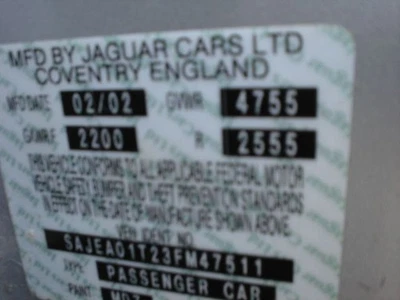 MFD BY JAGUAR CARS LTD
COVENTRY ENGLAND
MFD DATE 02/02 GVWR 4755
GAWR.F 2200 R 2555
THIS VEHICLE CONFORMS TO ALL APPLICABLE FEDERAL MOTOR
VEHICLE SAFETY, BUMPER AND THEFT PREVENTION STANDARDS
IN EFFECT ON THE DATE OF MANUFACTURE SHOWN ABOVE.
VEH IDENT No
SAJEA01T23FM47511
TYPE PASSENGER CAR
PAINT